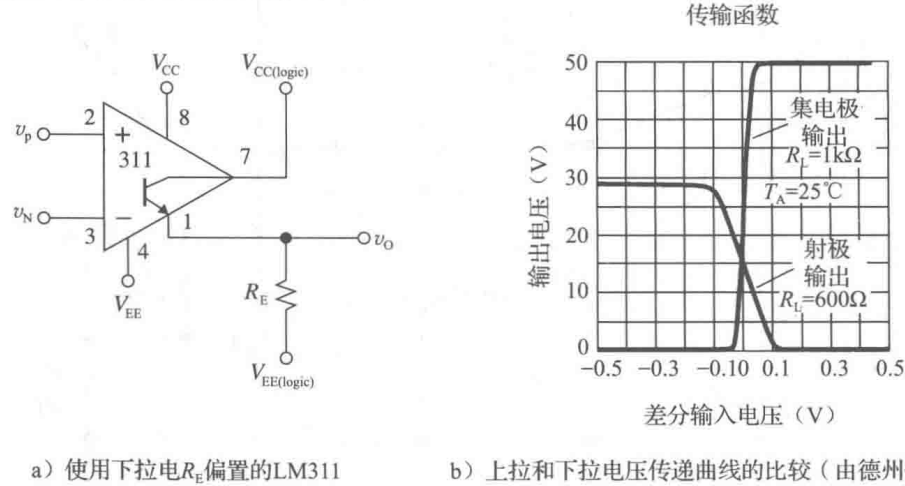 传输函数
V_CC
V_CC(logic)
v_p
2
+
8
311
7
v_N
−
3
4
1
V_EE
v_O
R_E
V_EE(logic)
输出电压（V）
50
40
30
20
10
0
集电极
输出
R_L=1kΩ
T_A=25℃
射极
输出
R_L=600Ω
−0.5 −0.3 −0.10 0.1 0.3 0.5
差分输入电压（V）
a）使用下拉电R_E偏置的LM311
b）上拉和下拉电压传递曲线的比较（由德州